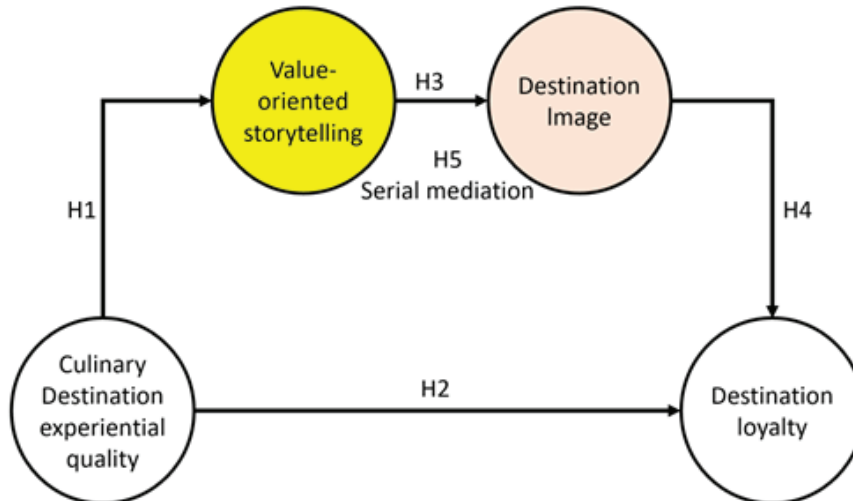 Value-
oriented
storytelling
H3
Destination
Image
H5
Serial mediation
H1
H4
Culinary
Destination
experiential
quality
H2
Destination
loyalty